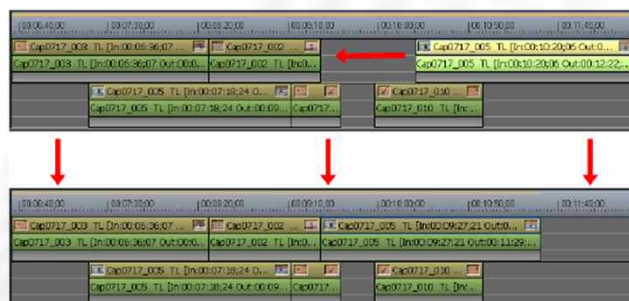 00:06:40;00 00:07:30;00 00:08:20;00 00:09:10;00 00:10:00;00 00:10:50;00 00:11:40;00
Cap0717_003 TL [In:00:06:36;07 ... Cap0717_002 ... Cap0717_005 TL [In:00:10:20;06 Out:0...
Cap0717_003 TL [In:00:06:36;07 Out:00:0... Cap0717_002 TL [In:0... Cap0717_005 TL [In:00:10:20;06 Out:00:12:22;...
Cap0717_005 TL [In:00:07:18;24 O... Cap0717_010 ...
Cap0717_005 TL [In:00:07:18;24 Out:00:09... Cap0717... Cap0717_010 TL [In:...
00:06:40;00 00:07:30;00 00:08:20;00 00:09:10;00 00:10:00;00 00:10:50;00 00:11:40;00
Cap0717_003 TL [In:00:06:36;07 ... Cap0717_002 ... Cap0717_005 TL [In:00:09:27;21 Out:0...
Cap0717_003 TL [In:00:06:36;07 Out:00:0... Cap0717_002 TL [In:0... Cap0717_005 TL [In:00:09:27;21 Out:00:11:29;...
Cap0717_005 TL [In:00:07:18;24 O... Cap0717_010 ...
Cap0717_005 TL [In:00:07:18;24 Out:00:09... Cap0717... Cap0717_010 TL [In:...